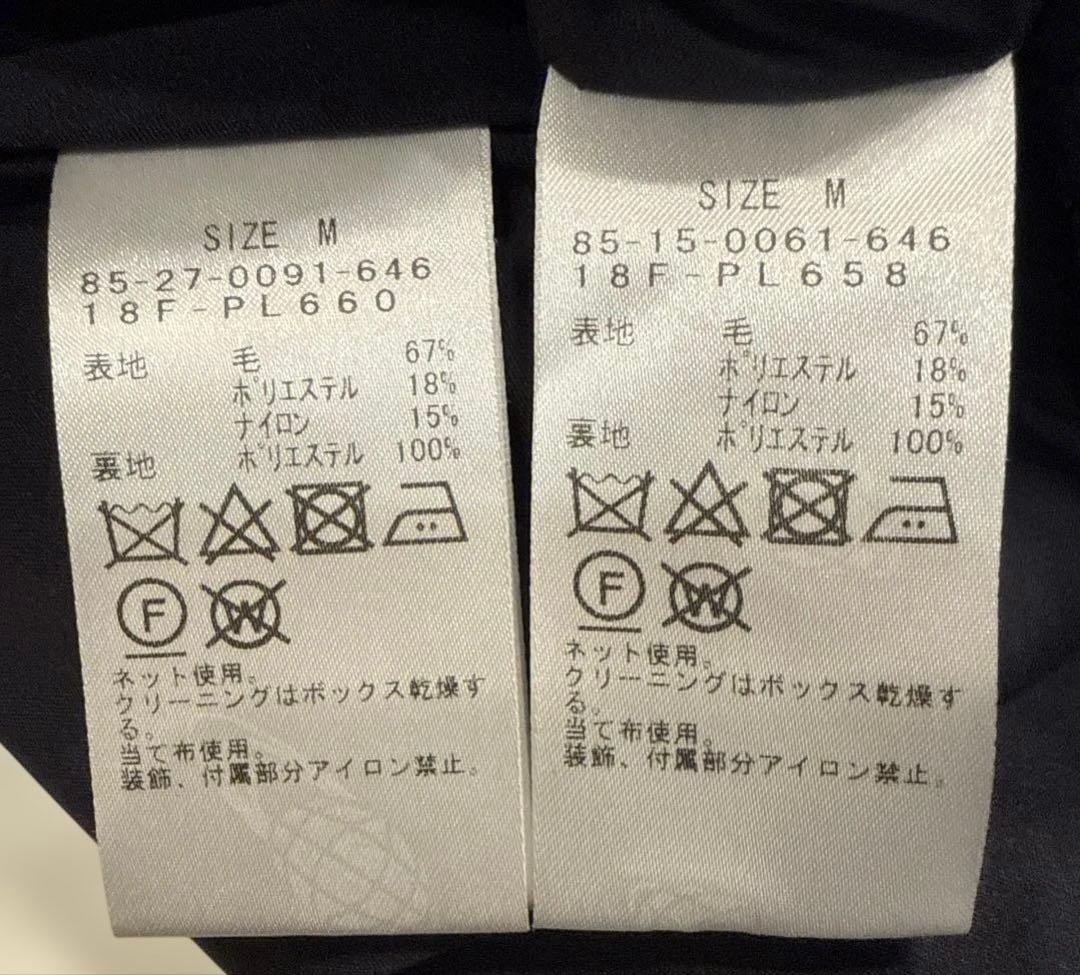 SIZE M
85-27-0091-646
18F-PL660
表地 毛 67%
ポリエステル 18%
ナイロン 15%
裏地 ポリエステル 100%
F W
ネット使用。
クリーニングはボックス乾燥す
る。
当て布使用。
装飾、付属部分アイロン禁止。
SIZE M
85-15-0061-646
18F-PL658
表地 毛 67%
ポリエステル 18%
ナイロン 15%
裏地 ポリエステル 100%
F W
ネット使用。
クリーニングはボックス乾燥す
る。
当て布使用。
装飾、付属部分アイロン禁止。